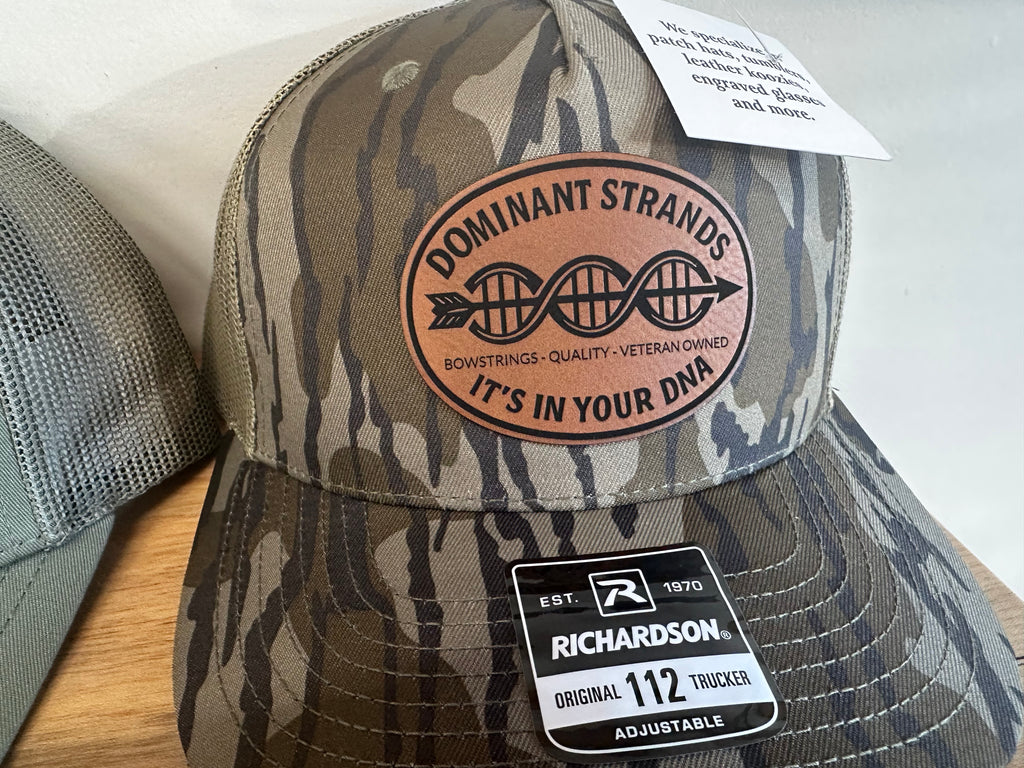 We specialize
patch hats, tumblers,
leather koozies,
engraved glasses
and more.
DOMINANT STRANDS
BOWSTRINGS - QUALITY - VETERAN OWNED
IT'S IN YOUR DNA
EST. R 1970
RICHARDSON®
ORIGINAL 112 TRUCKER
ADJUSTABLE